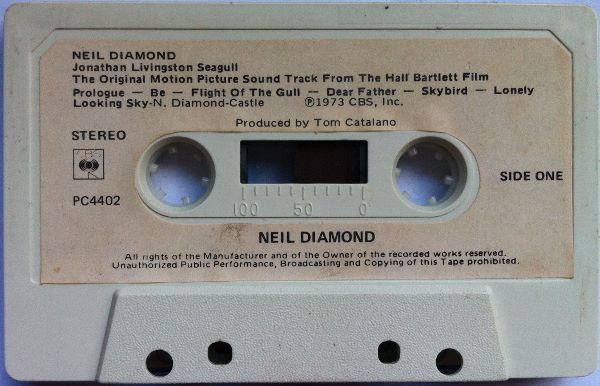 NEIL DIAMOND
Jonathan Livingston Seagull
The Original Motion Picture Sound Track From The Hall Bartlett Film
Prologue — Be — Flight Of The Gull — Dear Father — Skybird — Lonely
Looking Sky-N. Diamond-Castle ℗1973 CBS, Inc.
Produced by Tom Catalano
STEREO
CBS
PC4402
SIDE ONE
100 50 0
NEIL DIAMOND
All rights of the Manufacturer and of the Owner of the recorded works reserved.
Unauthorized Public Performance, Broadcasting and Copying of this Tape prohibited.